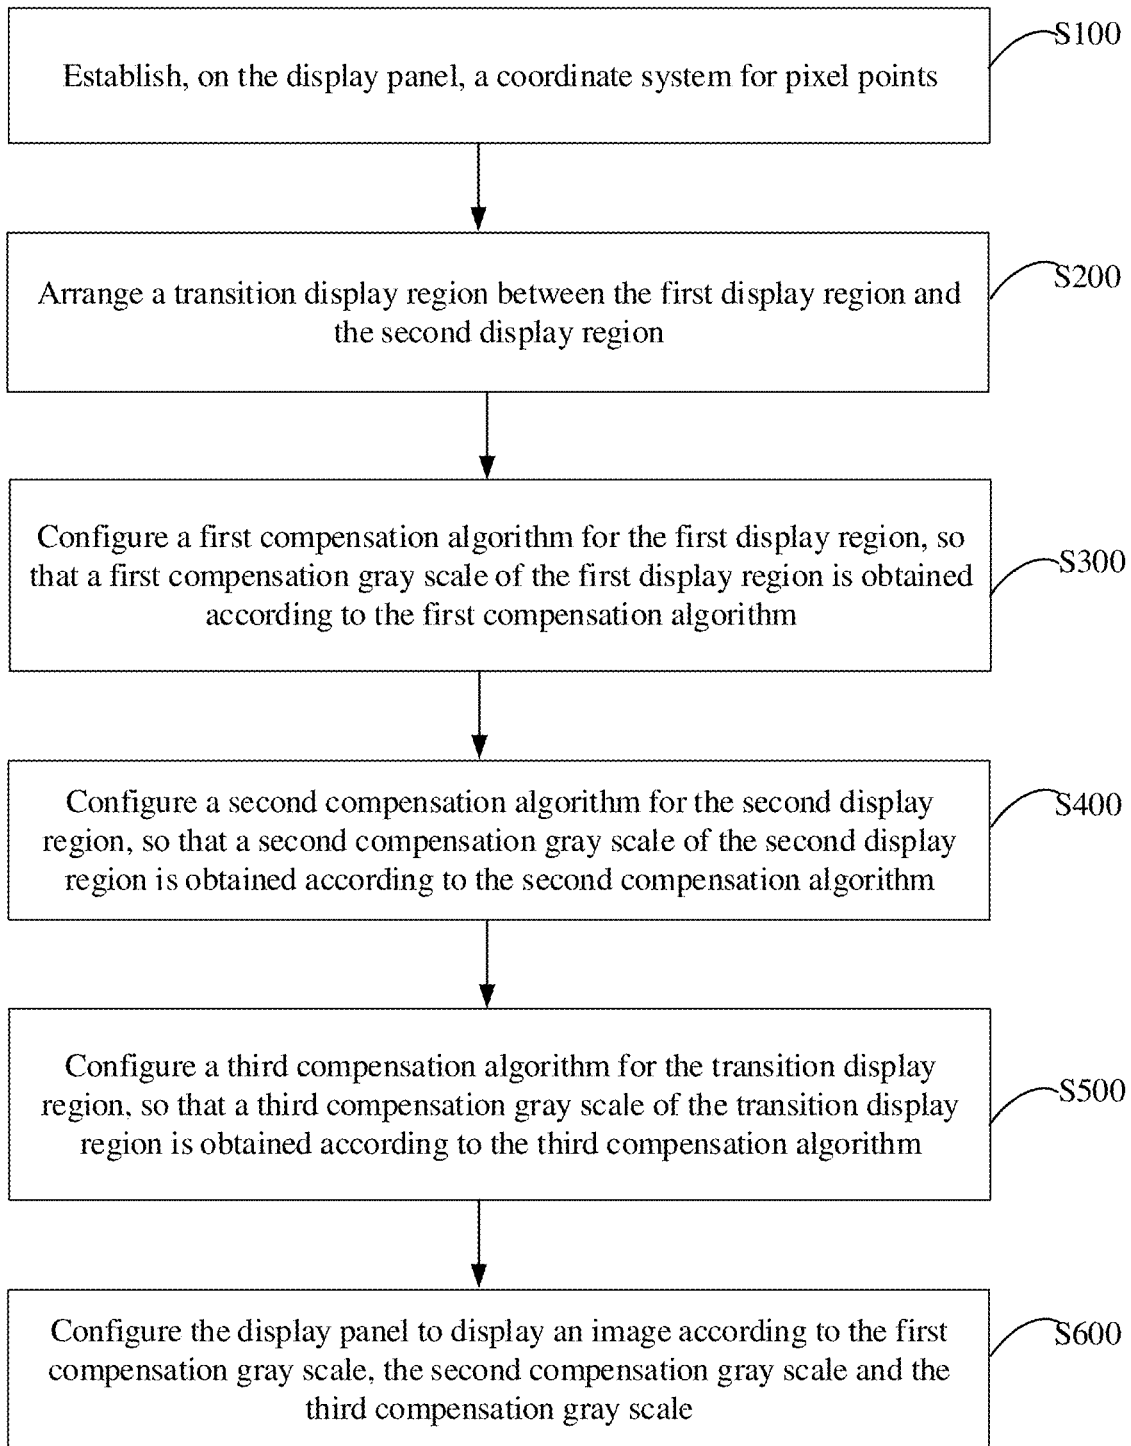 S100
Establish, on the display panel, a coordinate system for pixel points
S200
Arrange a transition display region between the first display region and
the second display region
S300
Configure a first compensation algorithm for the first display region, so
that a first compensation gray scale of the first display region is obtained
according to the first compensation algorithm
S400
Configure a second compensation algorithm for the second display
region, so that a second compensation gray scale of the second display
region is obtained according to the second compensation algorithm
S500
Configure a third compensation algorithm for the transition display
region, so that a third compensation gray scale of the transition display
region is obtained according to the third compensation algorithm
S600
Configure the display panel to display an image according to the first
compensation gray scale, the second compensation gray scale and the
third compensation gray scale